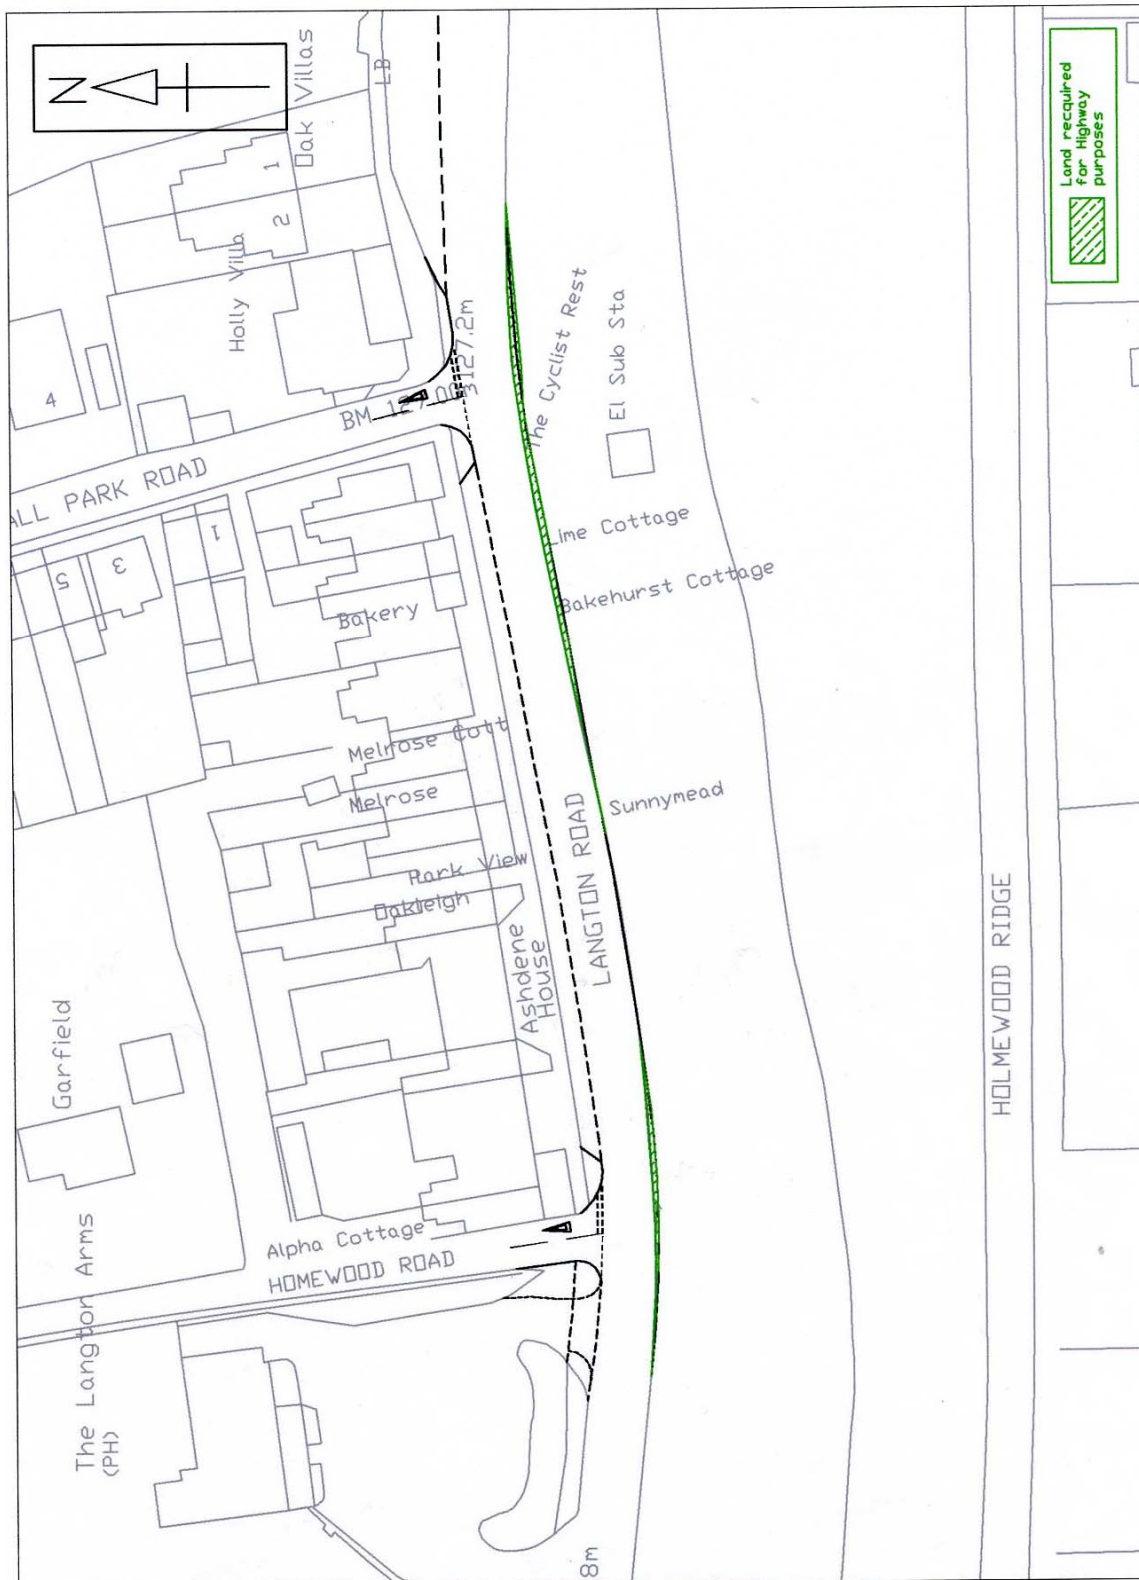 N
Oak Villas
LB
1
2
Holly Villa
4
BM 127.00m
127.2m
ALL PARK ROAD
5
3
1
The Cyclist Rest
El Sub Sta
Lime Cottage
Bakehurst Cottage
Bakery
Melrose Cott
Melrose
Park View
Oakleigh
Sunnymead
LANGTON ROAD
Ashdene
House
Garfield
HOLMEWOOD RIDGE
Alpha Cottage
HOMEWOOD ROAD
The Langton Arms
(PH)
8m
Land recquired
for Highway
purposes